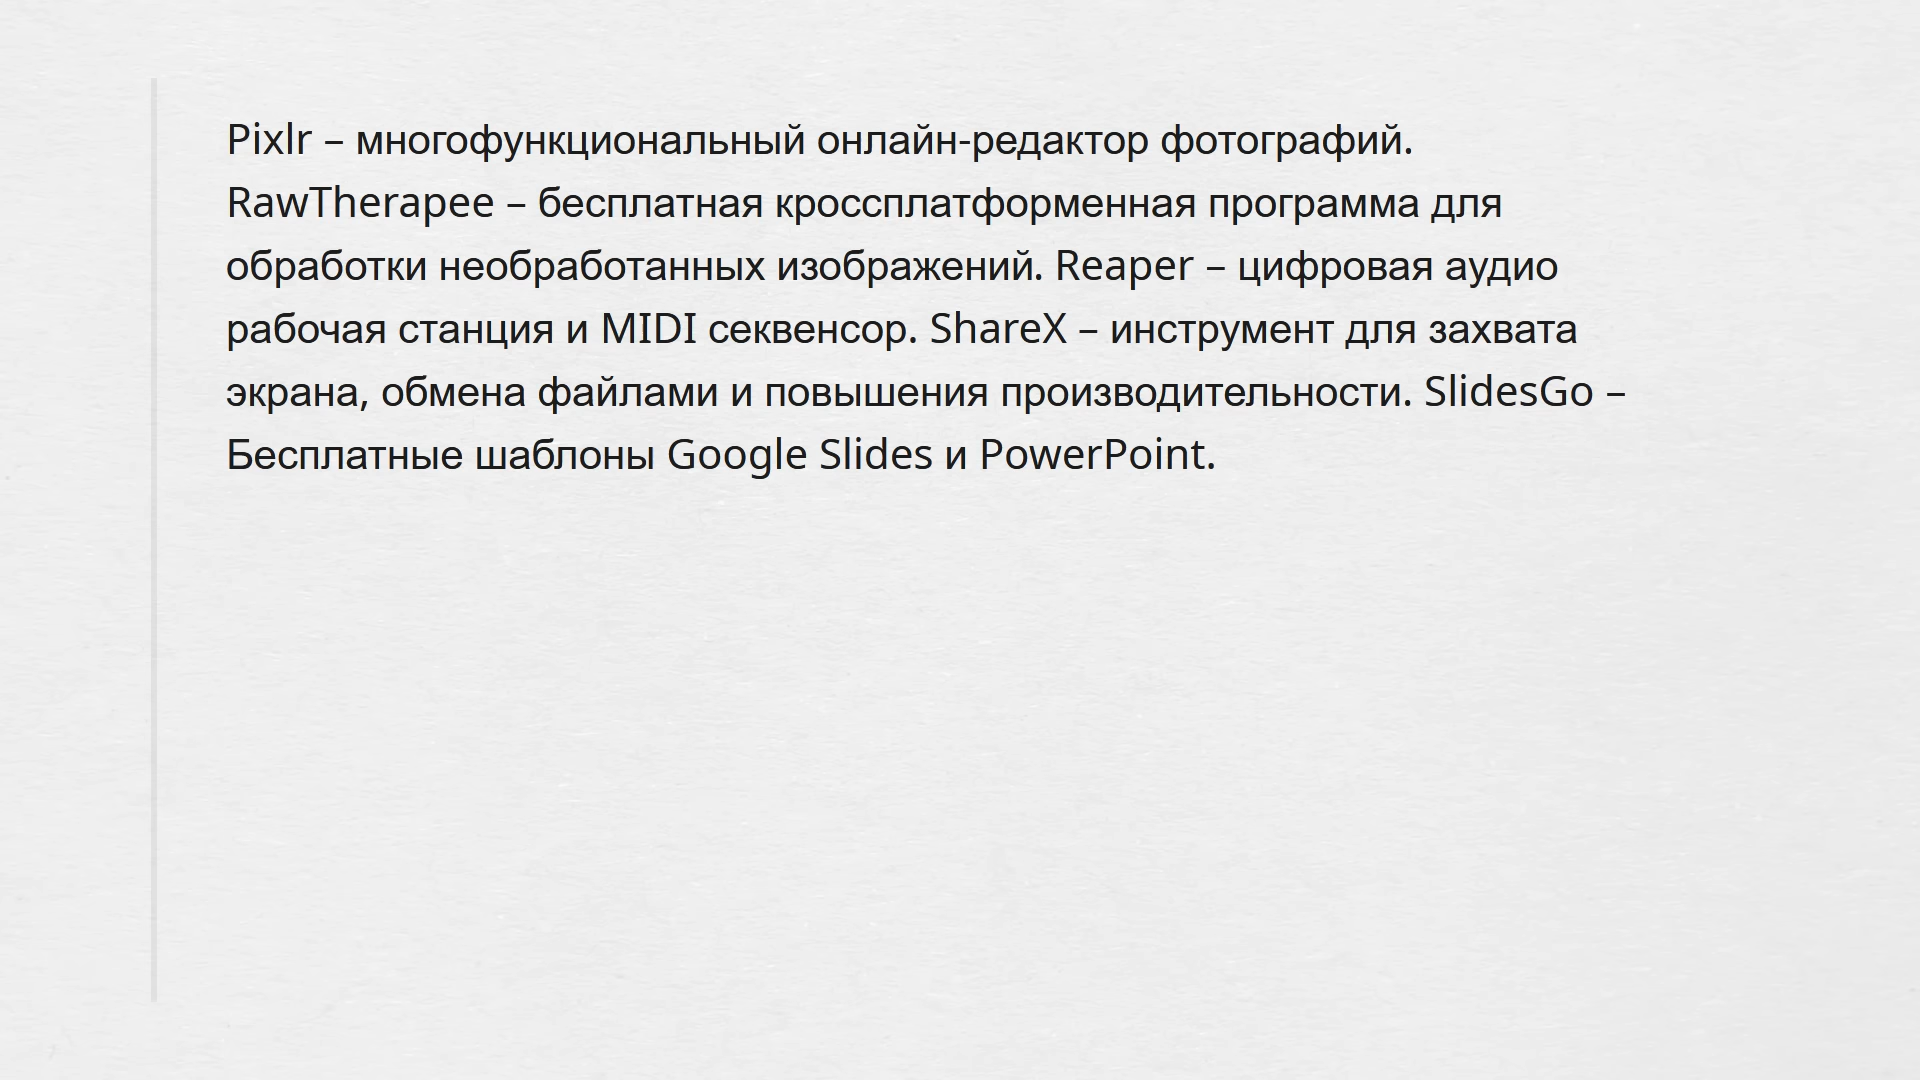 Pixlr – многофункциональный онлайн-редактор фотографий.
RawTherapee – бесплатная кроссплатформенная программа для
обработки необработанных изображений. Reaper – цифровая аудио
рабочая станция и MIDI секвенсор. ShareX – инструмент для захвата
экрана, обмена файлами и повышения производительности. SlidesGo –
Бесплатные шаблоны Google Slides и PowerPoint.